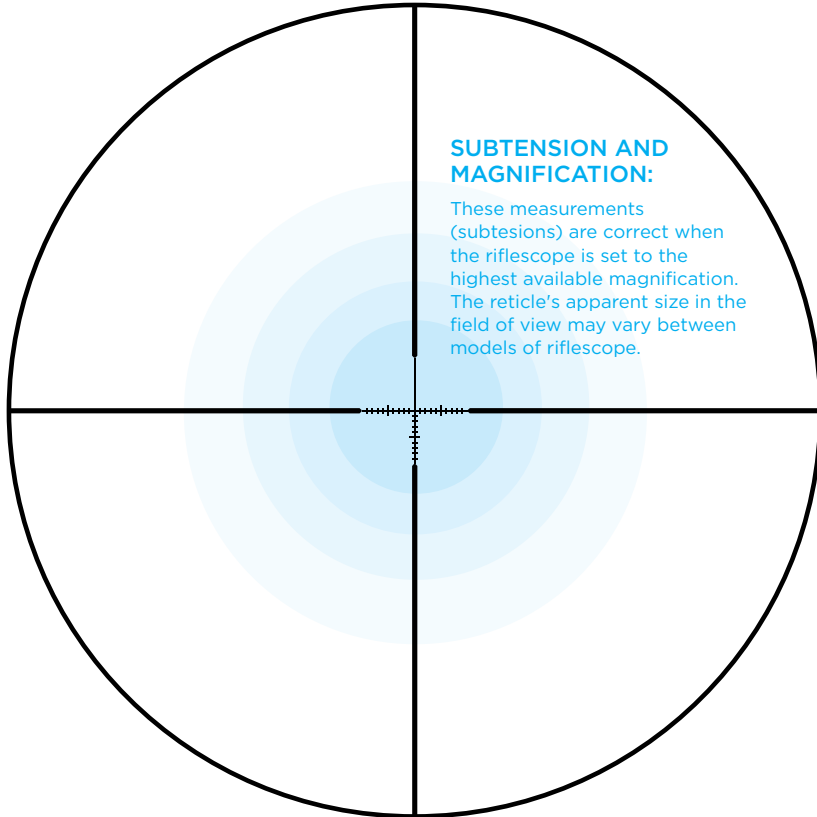 SUBTENSION AND
MAGNIFICATION:
These measurements
(subtesions) are correct when
the riflescope is set to the
highest available magnification.
The reticle's apparent size in the
field of view may vary between
models of riflescope.